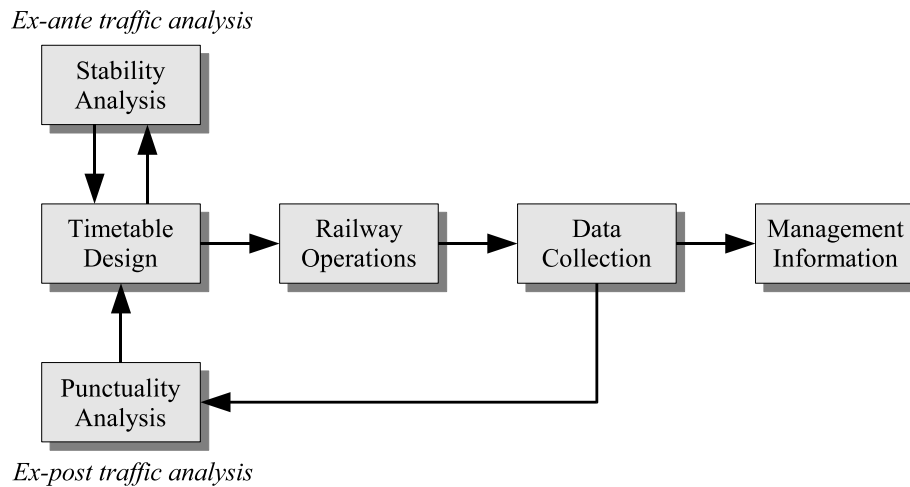 Ex-ante traffic analysis
Stability
Analysis
Timetable
Design
Railway
Operations
Data
Collection
Management
Information
Punctuality
Analysis
Ex-post traffic analysis